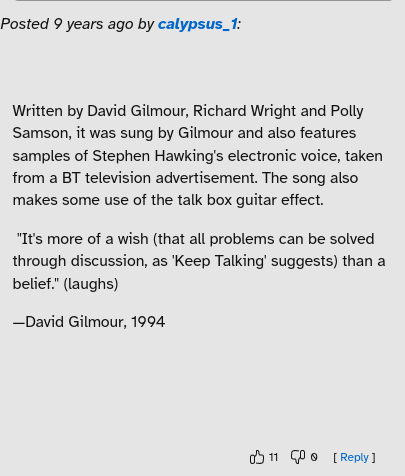 Posted 9 years ago by calypsus_1:
Written by David Gilmour, Richard Wright and Polly
Samson, it was sung by Gilmour and also features
samples of Stephen Hawking's electronic voice, taken
from a BT television advertisement. The song also
makes some use of the talk box guitar effect.
"It's more of a wish (that all problems can be solved
through discussion, as 'Keep Talking' suggests) than a
belief." (laughs)
—David Gilmour, 1994
11 0 [ Reply ]